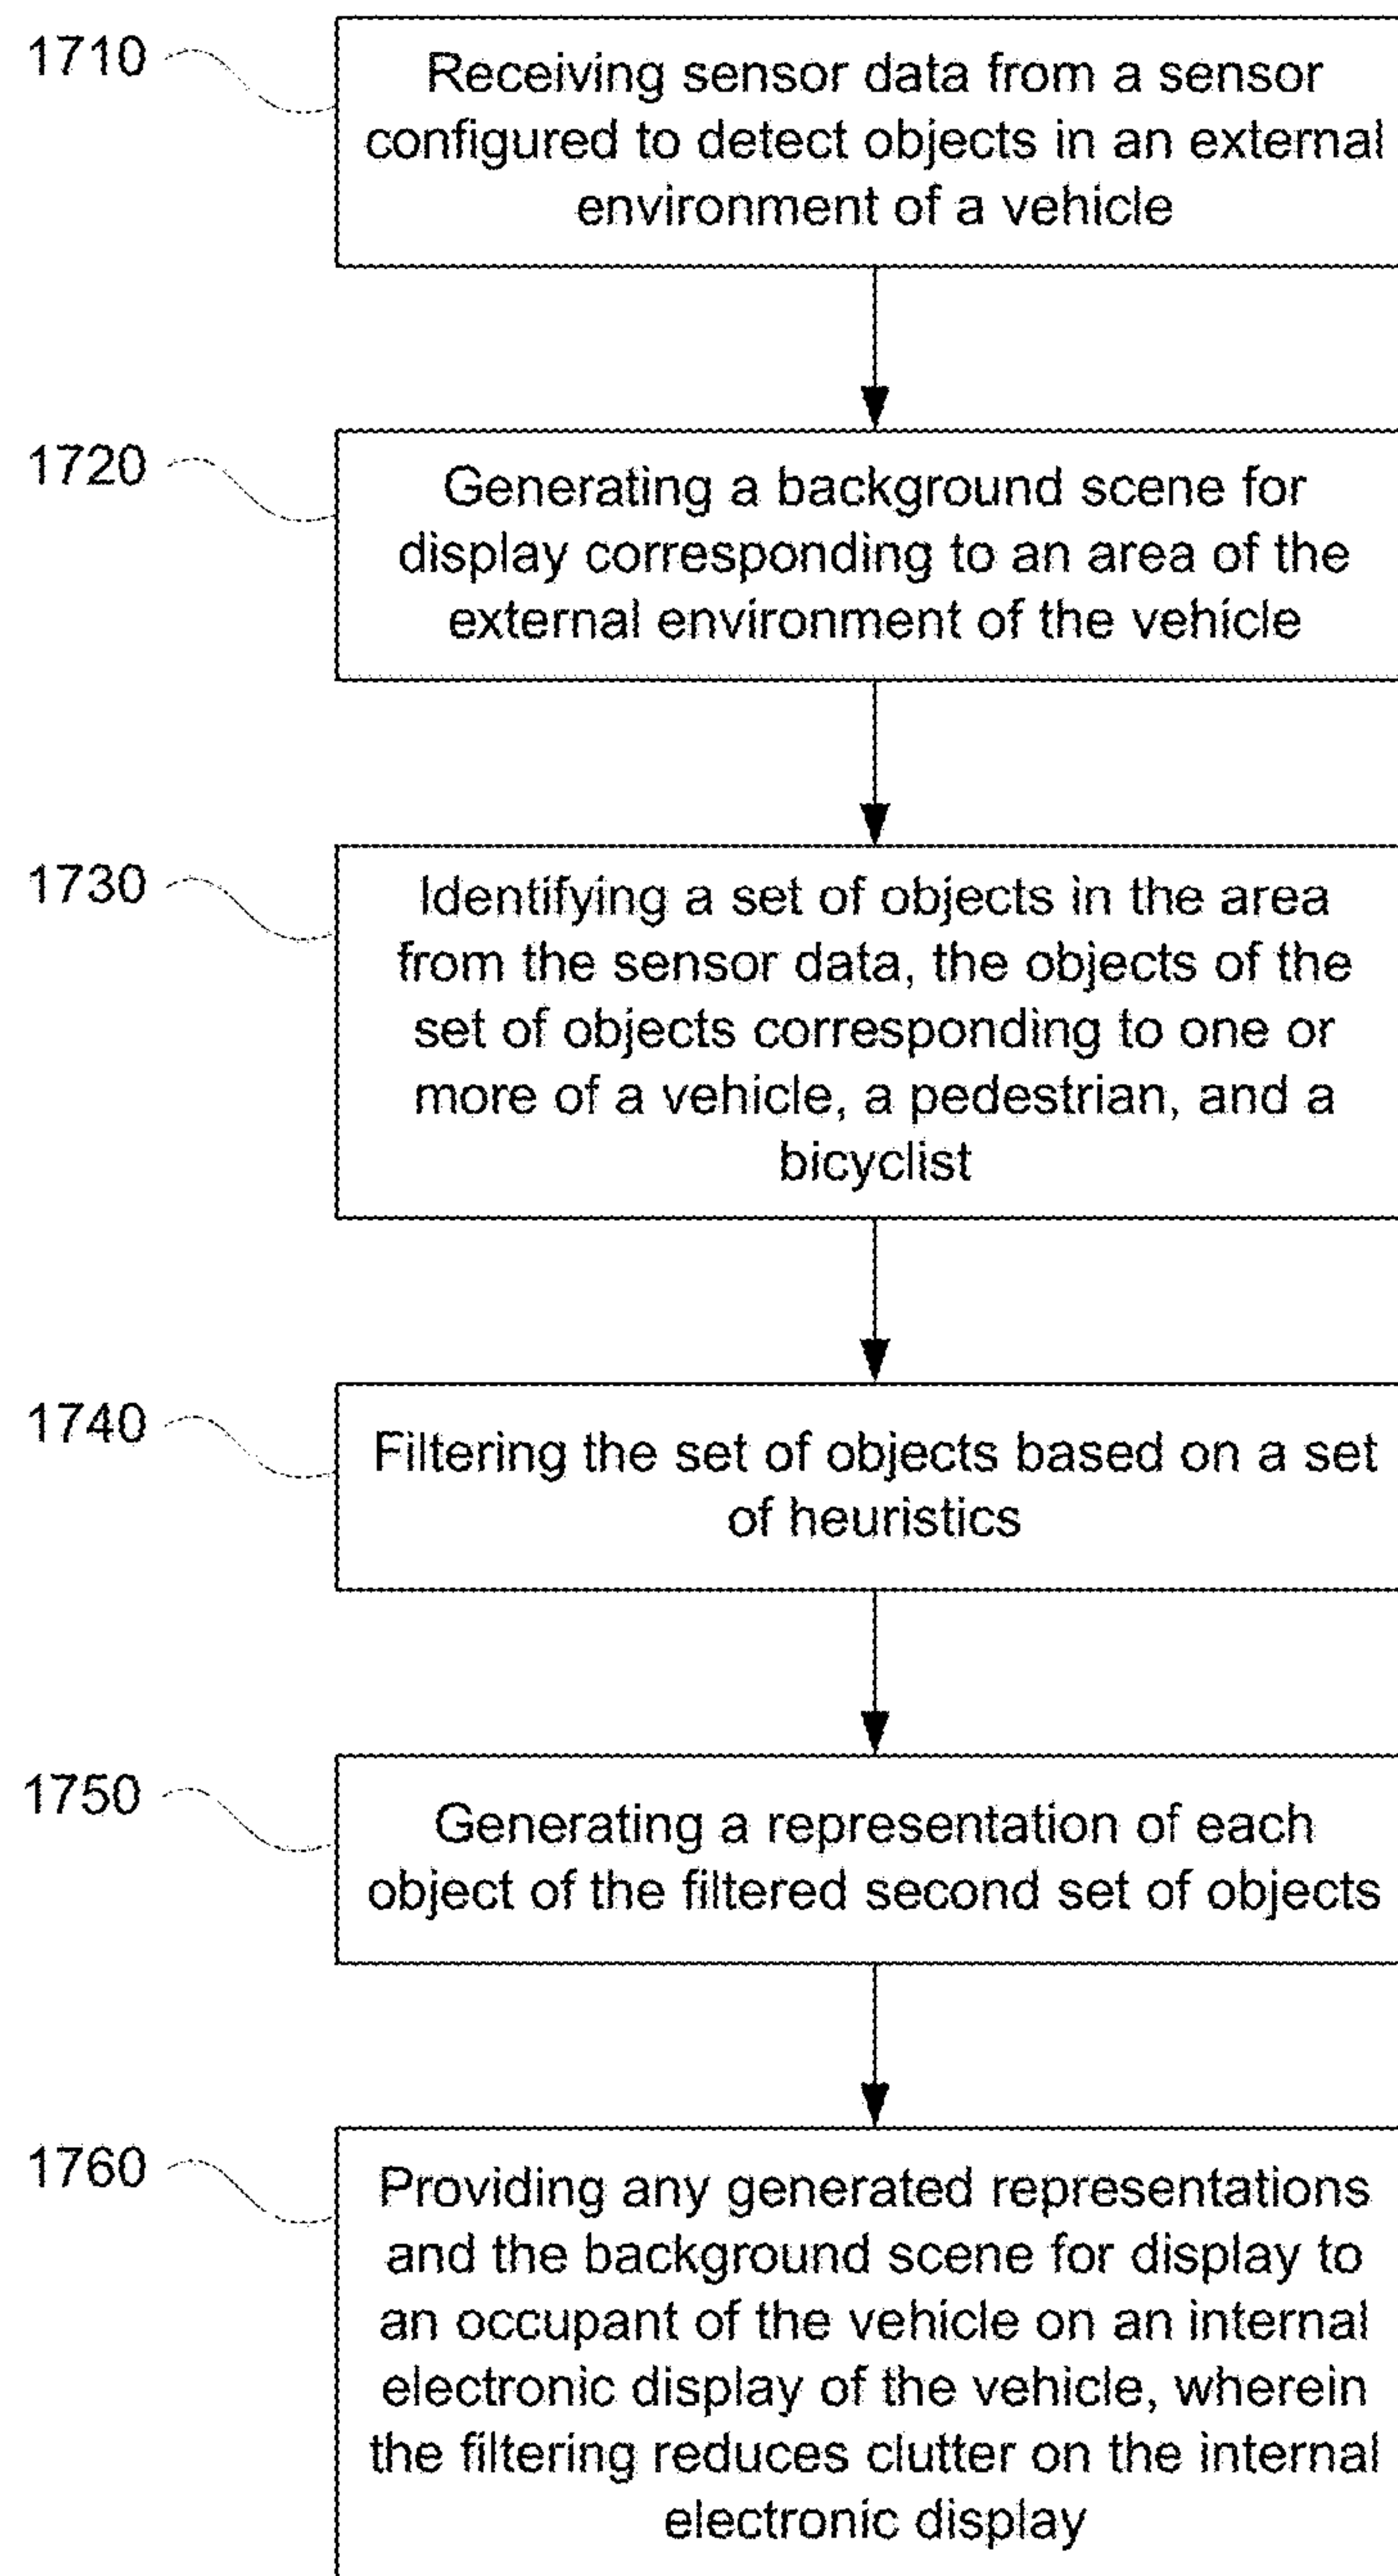 1710
Receiving sensor data from a sensor
configured to detect objects in an external
environment of a vehicle
1720
Generating a background scene for
display corresponding to an area of the
external environment of the vehicle
1730
Identifying a set of objects in the area
from the sensor data, the objects of the
set of objects corresponding to one or
more of a vehicle, a pedestrian, and a
bicyclist
1740
Filtering the set of objects based on a set
of heuristics
1750
Generating a representation of each
object of the filtered second set of objects
1760
Providing any generated representations
and the background scene for display to
an occupant of the vehicle on an internal
electronic display of the vehicle, wherein
the filtering reduces clutter on the internal
electronic display